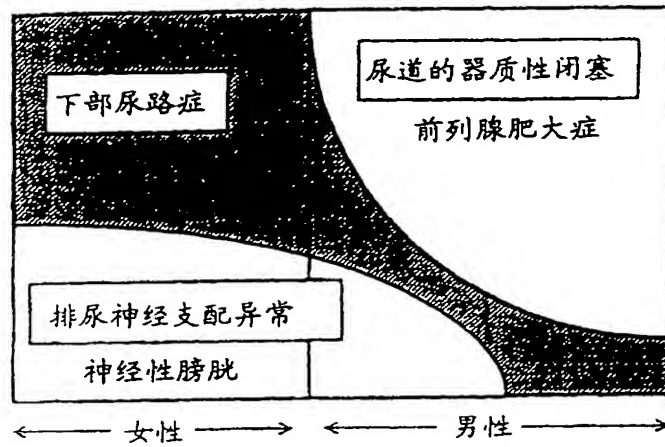 下部尿路症
尿道的器质性闭塞
前列腺肥大症
排尿神经支配异常
神经性膀胱
女性
男性